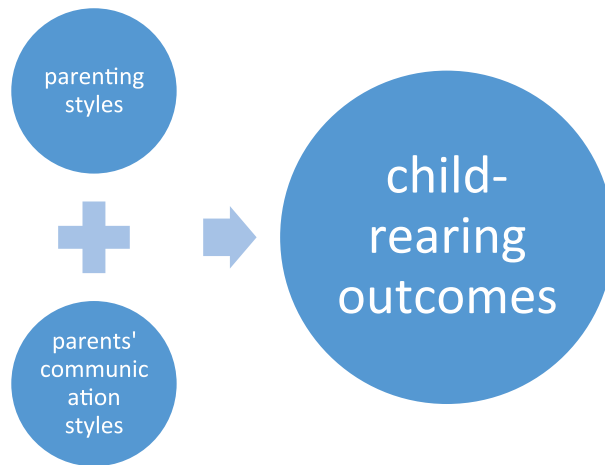 parenting
styles
child-
rearing
outcomes
parents'
communic
ation
styles